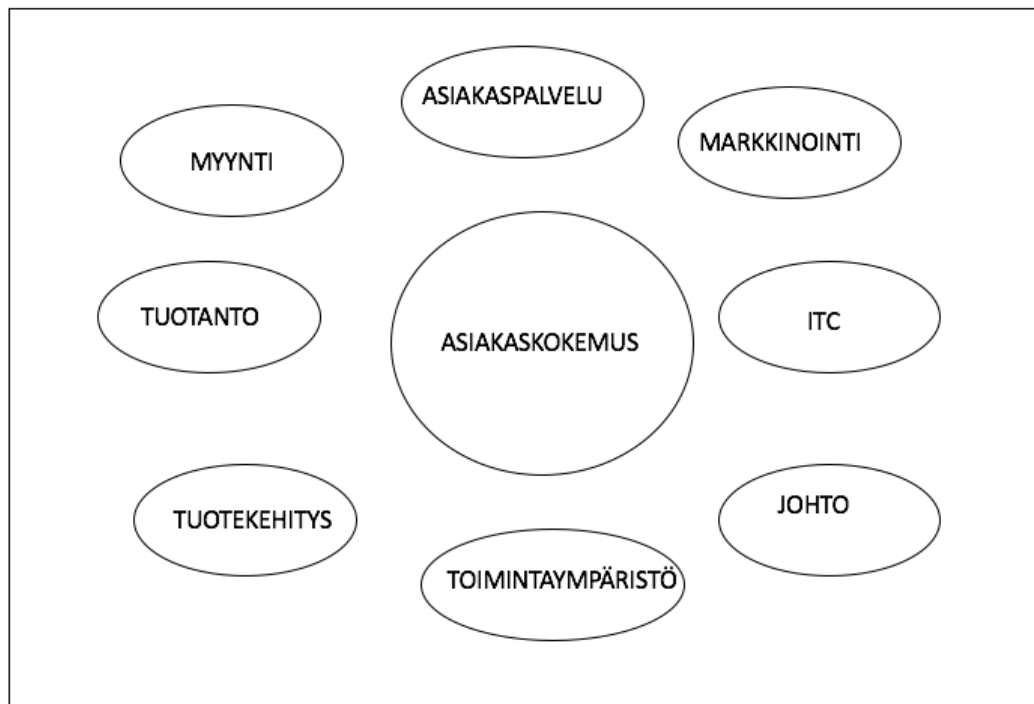 ASIAKASPALVELU
MARKKINOINTI
MYYNTI
TUOTANTO
ITC
ASIAKASKOKEMUS
JOHTO
TUOTEKEHITYS
TOIMINTAYMPÄRISTÖ